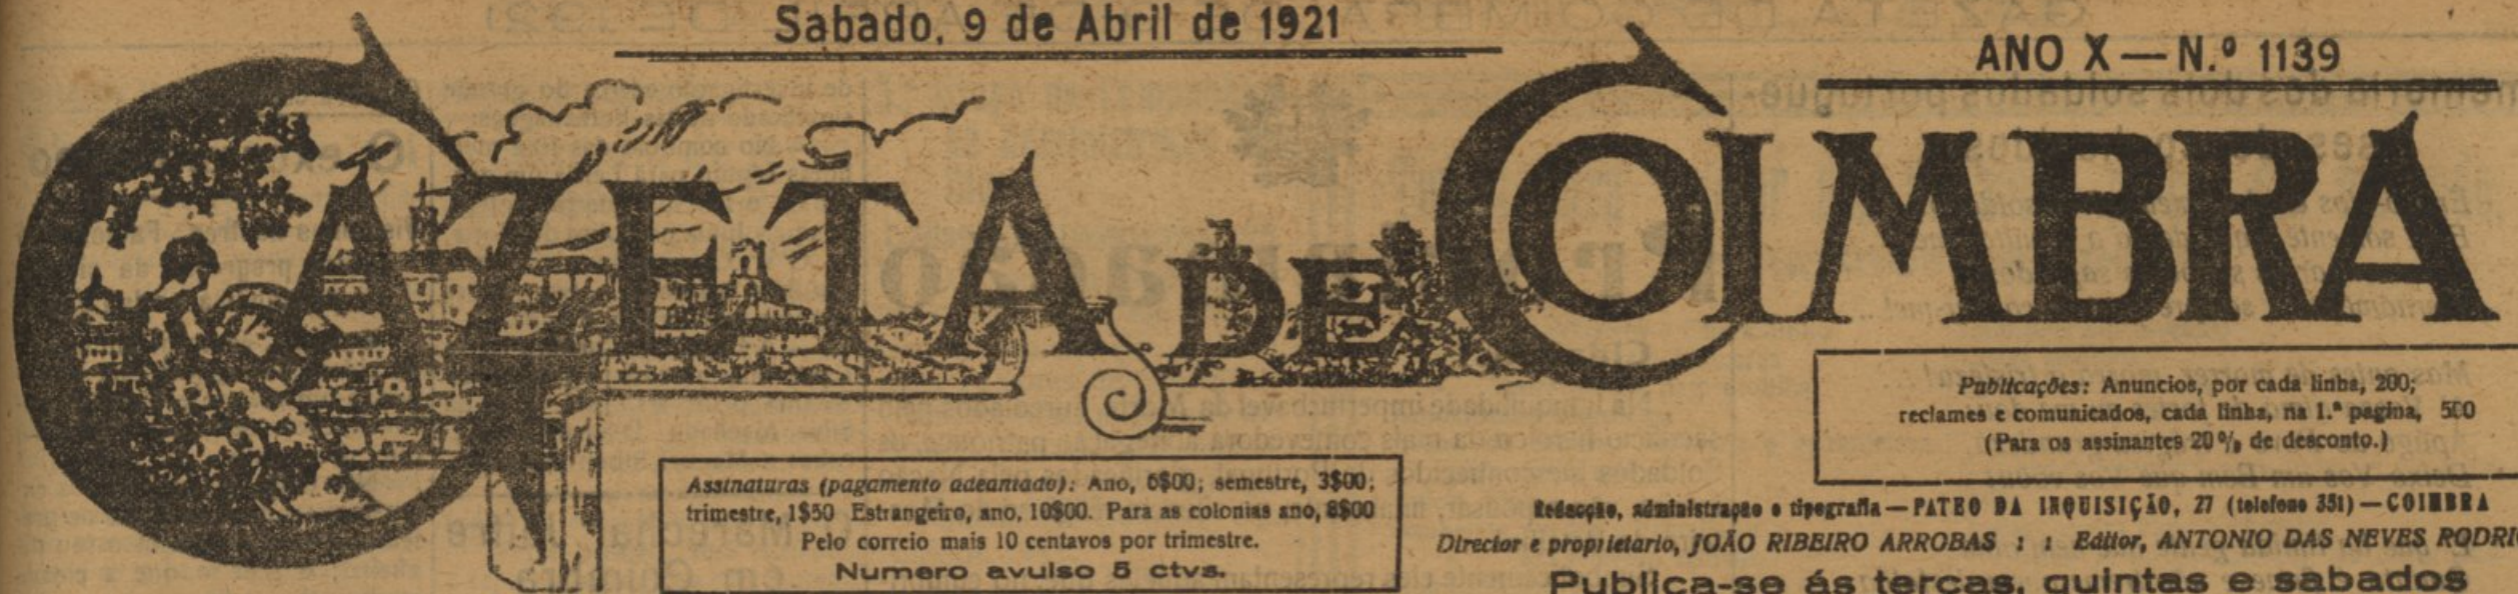 Sabado, 9 de Abril de 1921
ANO X — N.º 1139
GAZETA DE COIMBRA
Publicações: Anuncios, por cada linha, 200;
reclames e comunicados, cada linha, na 1.ª pagina, 500
(Para os assinantes 20 % de desconto.)
Assinaturas (pagamento adeantado): Ano, 6$00; semestre, 3$00;
trimestre, 1$50 Estrangeiro, ano, 10$00. Para as colonias ano, 8$00
Pelo correio mais 10 centavos por trimestre.
Numero avulso 5 ctvs.
Redacção, administração e tipografia — PATEO DA INQUISIÇÃO, 27 (telefone 351) — COIMBRA
Director e proprietario, JOÃO RIBEIRO ARROBAS : : Editor, ANTONIO DAS NEVES RODRI
Publica-se ás terças, quintas e sabados